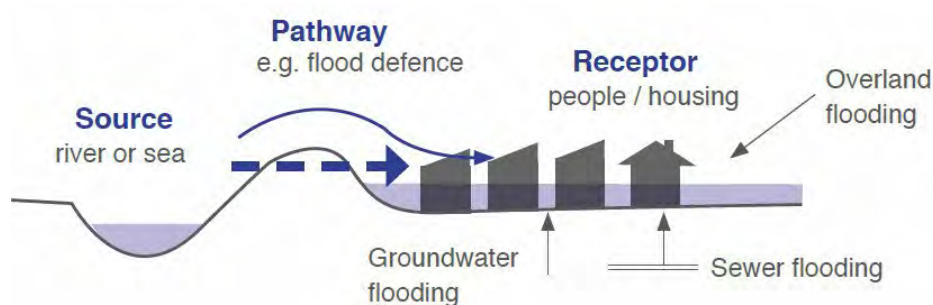 Pathway
e.g. flood defence
Receptor
people / housing
Overland
flooding
Source
river or sea
Groundwater
flooding
Sewer flooding